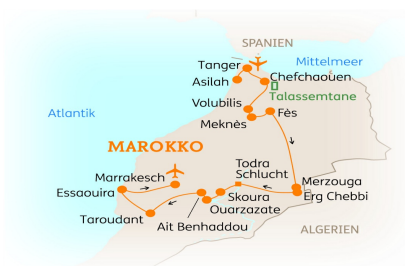 SPANIEN
Tanger
Mittelmeer
Asilah
Chefchaouen
Talassemtane
Volubilis
Atlantik
Fès
Meknès
MAROKKO
Todra
Schlucht
Marrakesch
Merzouga
Essaouira
Erg Chebbi
Skoura
Ouarzazate
Taroudant
Ait Benhaddou
ALGERIEN